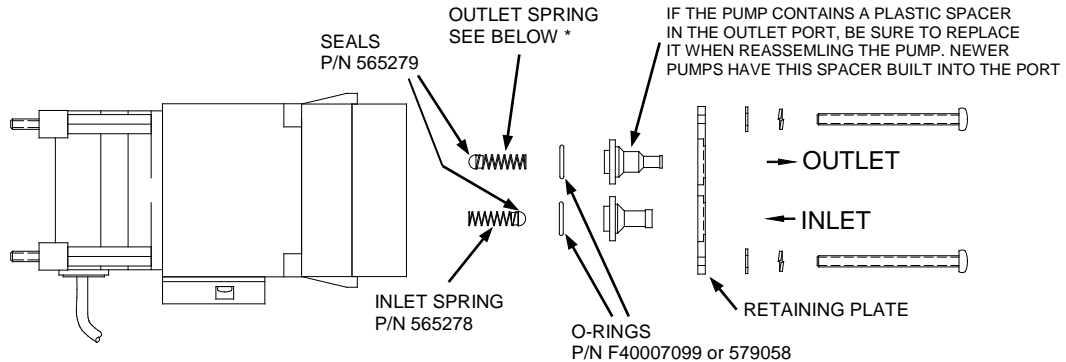 OUTLET SPRING
SEE BELOW *
IF THE PUMP CONTAINS A PLASTIC SPACER
IN THE OUTLET PORT, BE SURE TO REPLACE
IT WHEN REASSEMLING THE PUMP. NEWER
PUMPS HAVE THIS SPACER BUILT INTO THE PORT
SEALS
P/N 565279
OUTLET
INLET
INLET SPRING
P/N 565278
RETAINING PLATE
O-RINGS
P/N F40007099 or 579058